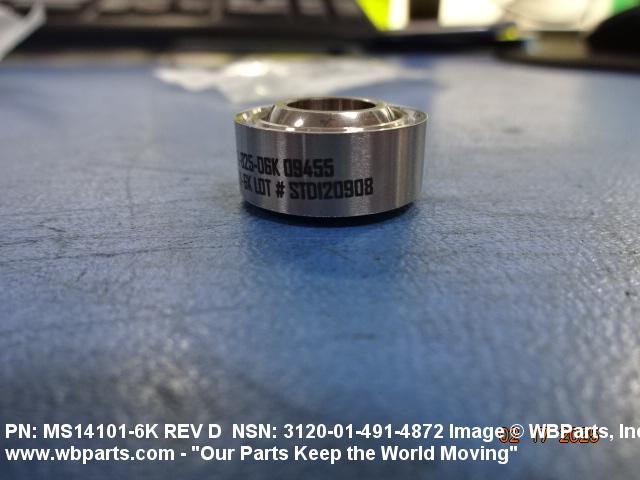 -825-06K 09455
-6K LOT # STD120908
PN: MS14101-6K REV D NSN: 3120-01-491-4872 Image © WBParts, Inc
www.wbparts.com - "Our Parts Keep the World Moving"